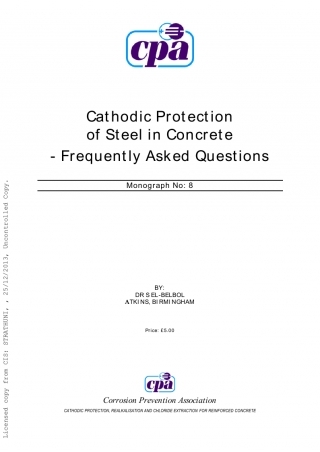 cpa
Cathodic Protection
of Steel in Concrete
- Frequently Asked Questions
Monograph No: 8
BY:
DR S EL-BELBOL
ATKINS, BIRMINGHAM
Price: £5.00
cpa
Corrosion Prevention Association
CATHODIC PROTECTION, REALKALISATION AND CHLORIDE EXTRACTION FOR REINFORCED CONCRETE
Licensed copy from CIS: STRATHUNI, , 25/12/2013, Uncontrolled Copy.